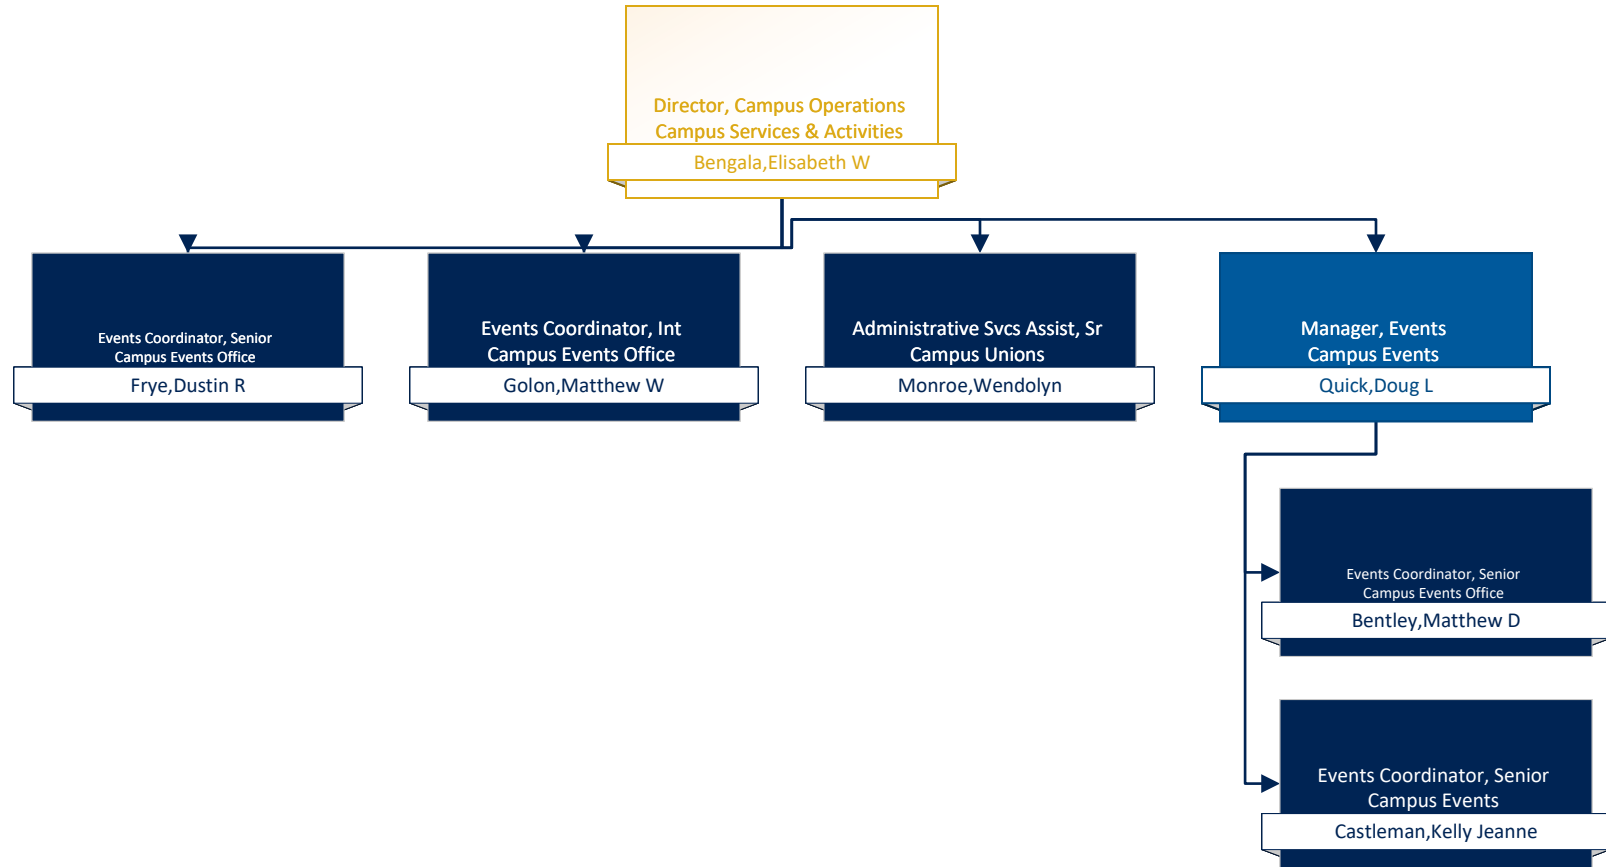 Director, Campus Operations
Campus Services & Activities
Bengala,Elisabeth W
Events Coordinator, Senior
Campus Events Office
Frye,Dustin R
Events Coordinator, Int
Campus Events Office
Golon,Matthew W
Administrative Svcs Assist, Sr
Campus Unions
Monroe,Wendolyn
Manager, Events
Campus Events
Quick,Doug L
Events Coordinator, Senior
Campus Events Office
Bentley,Matthew D
Events Coordinator, Senior
Campus Events
Castleman,Kelly Jeanne